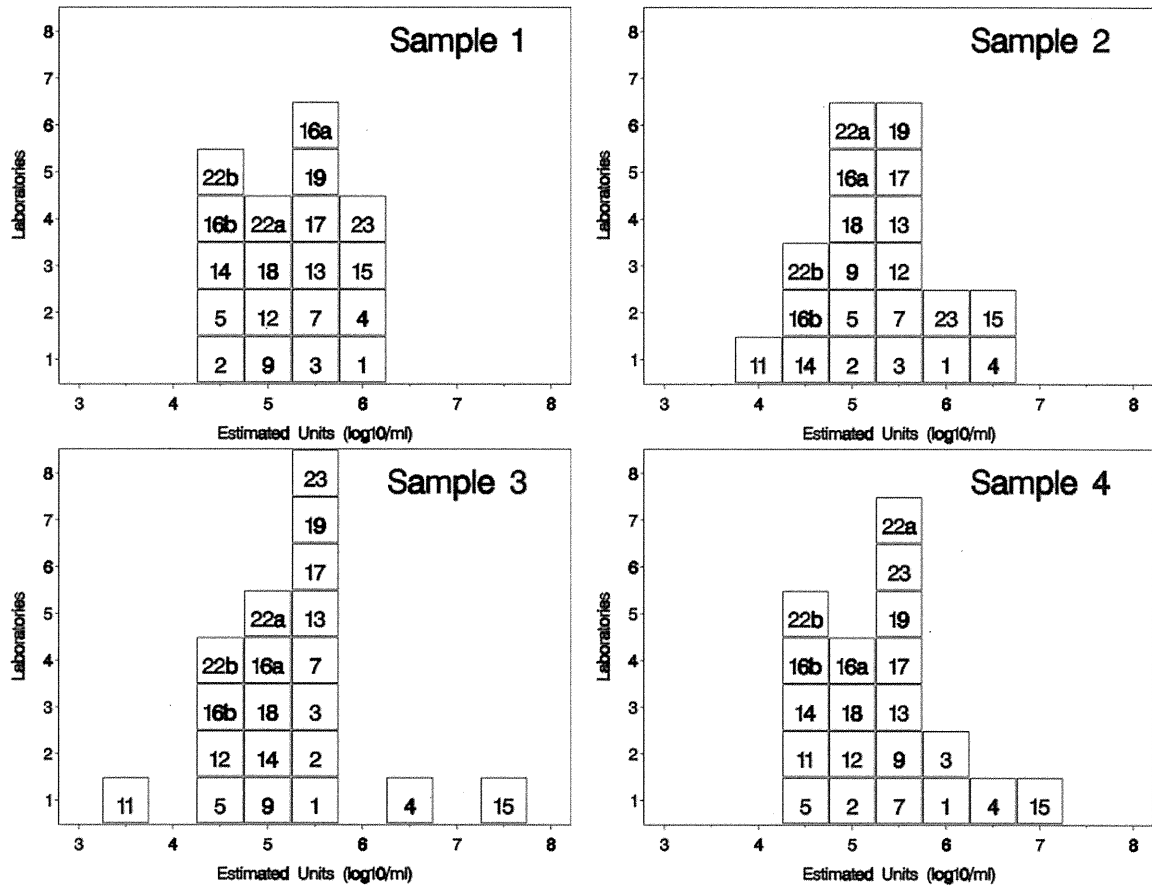 Sample 1
8
7
6
5
4
3
2
1
Laboratories
16a
22b 19
16b 22a 17 23
14 18 13 15
5 12 7 4
2 9 3 1
3 4 5 6 7 8
Estimated Units (log10/ml)
Sample 2
8
7
6
5
4
3
2
1
Laboratories
22a 19
16a 17
18 13
22b 9 12
16b 5 7 23 15
11 14 2 3 1 4
3 4 5 6 7 8
Estimated Units (log10/ml)
Sample 3
8
7
6
5
4
3
2
1
Laboratories
23
19
17
22a 13
22b 16a 7
16b 18 3
12 14 2
11 5 9 1 4 15
3 4 5 6 7 8
Estimated Units (log10/ml)
Sample 4
8
7
6
5
4
3
2
1
Laboratories
22a
23
22b 19
16b 16a 17
14 18 13
11 12 9 3
5 2 7 1 4 15
3 4 5 6 7 8
Estimated Units (log10/ml)